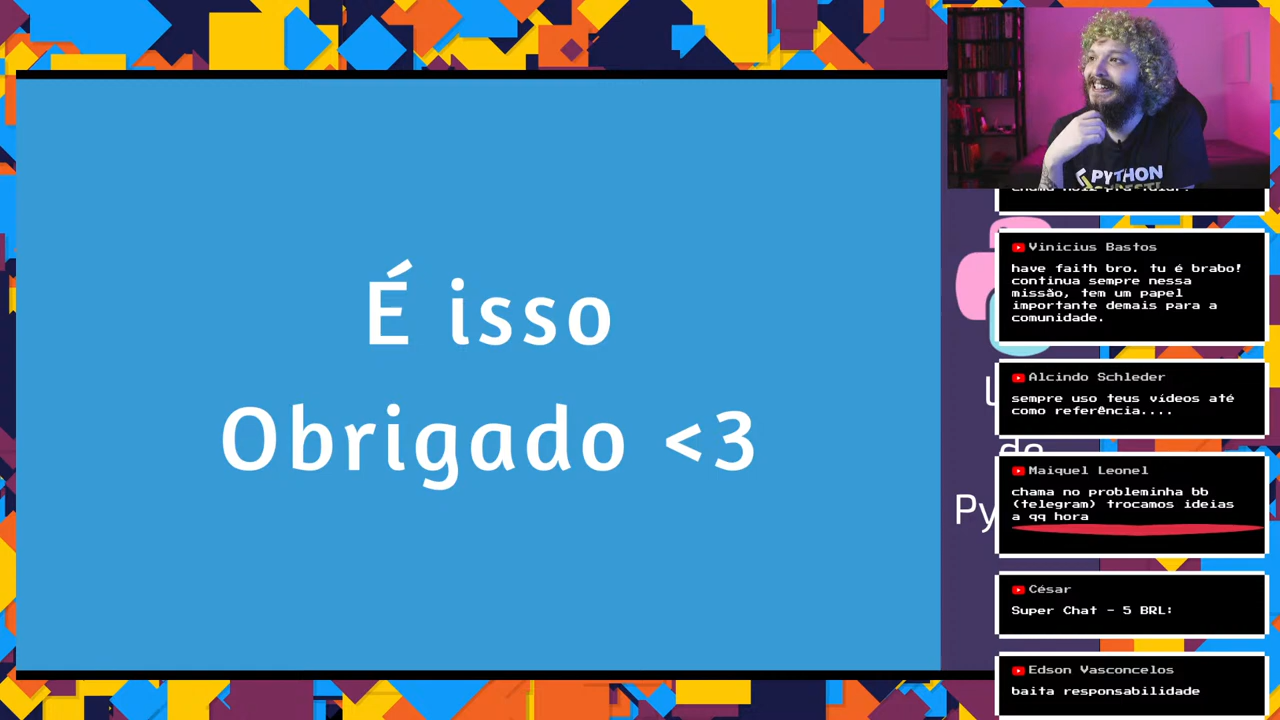 É isso
Obrigado <3
PYTHON
Vinicius Bastos
have faith bro. tu é brabo!
continua sempre nessa
missão, tem um papel
importante demais para a
comunidade.
Alcindo Schleder
sempre uso teus vídeos até
como referência....
Maiquel Leonel
chama no probleminha bb
(telegram) trocamos ideias
a qq hora
César
Super Chat - 5 BRL:
Edson Vasconcelos
baita responsabilidade